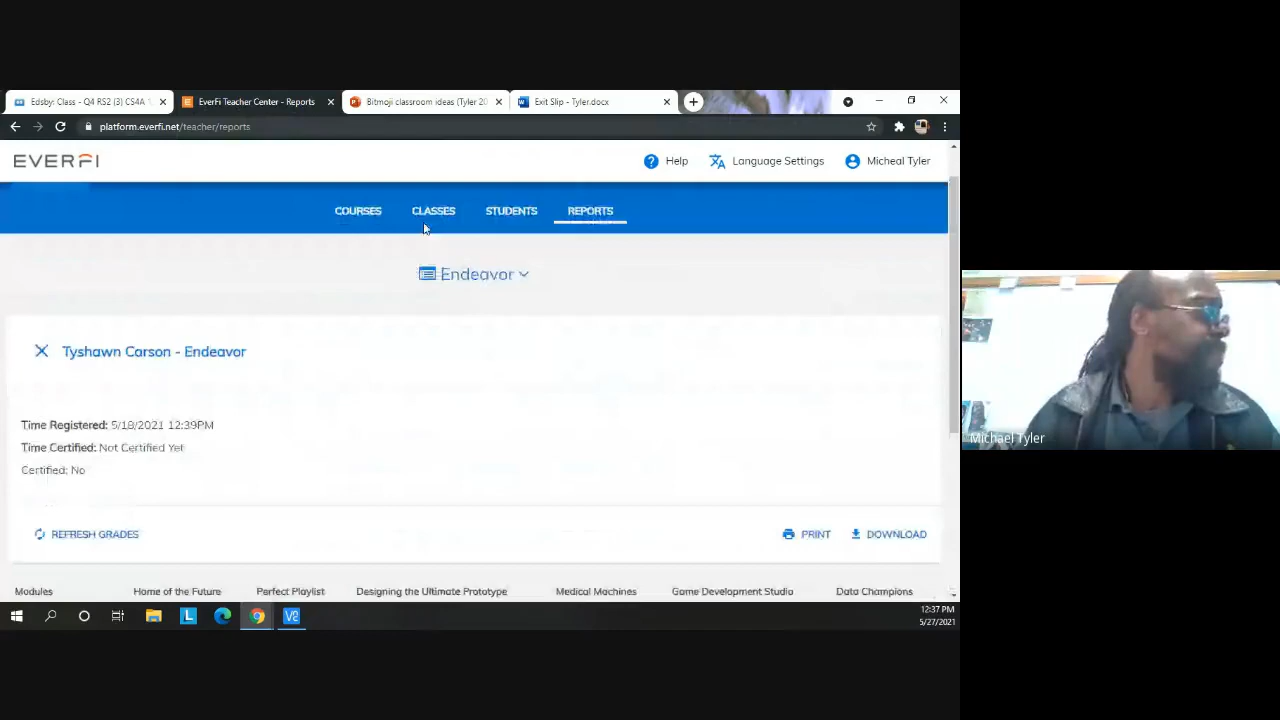 Edsby: Class - Q4 RS2 (3) CS4A
EverFi Teacher Center - Reports
Bitmoji classroom ideas (Tyler 20
Exit Slip - Tyler.docx
platform.everfi.net/teacher/reports
EVERFI
Help
Language Settings
Micheal Tyler
COURSES CLASSES STUDENTS REPORTS
Endeavor
Tyshawn Carson - Endeavor
Time Registered: 5/18/2021 12:39PM
Time Certified: Not Certified Yet
Certified: No
REFRESH GRADES
PRINT
DOWNLOAD
Modules Home of the Future Perfect Playlist Designing the Ultimate Prototype Medical Machines Game Development Studio Data Champions
L
V2
12:37 PM
5/27/2021
Michael Tyler